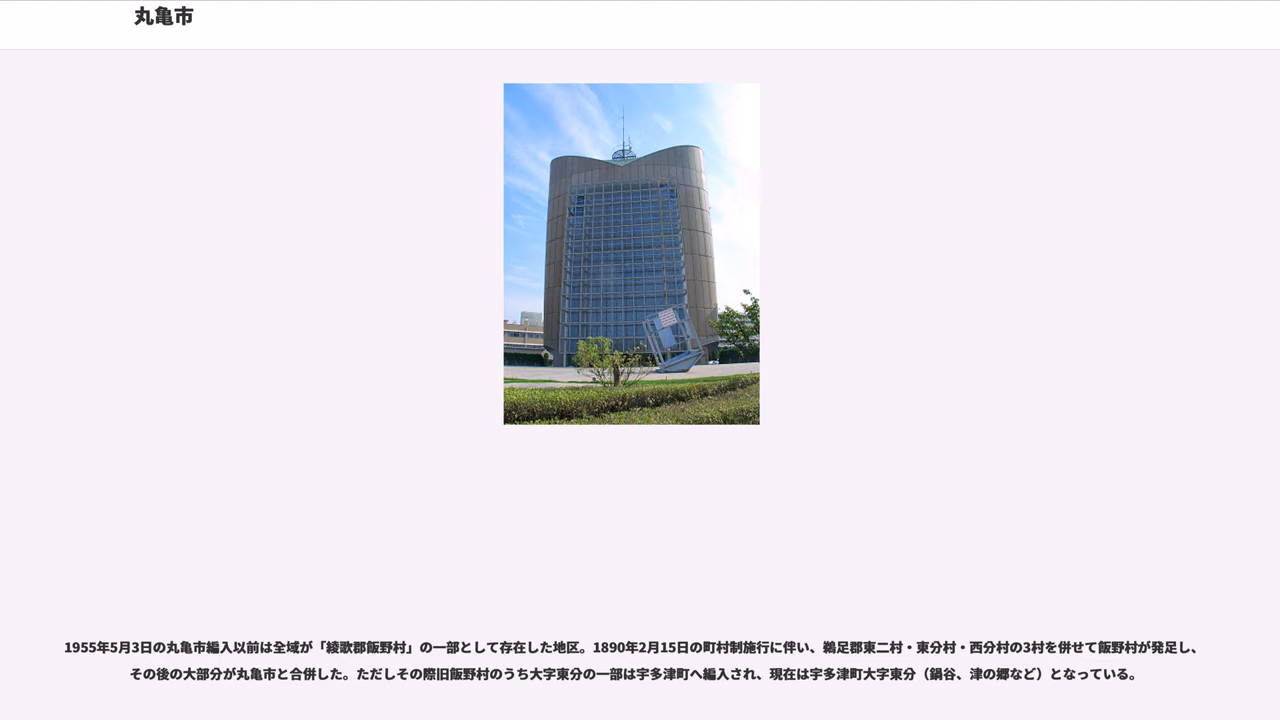 丸亀市
1955年5月3日の丸亀市編入以前は全域が「綾歌郡飯野村」の一部として存在した地区。1890年2月15日の町村制施行に伴い、鵜足郡東二村・東分村・西分村の3村を併せて飯野村が発足し、
その後の大部分が丸亀市と合併した。ただしその際旧飯野村のうち大字東分の一部は宇多津町へ編入され、現在は宇多津町大字東分（鍋谷、津の郷など）となっている。